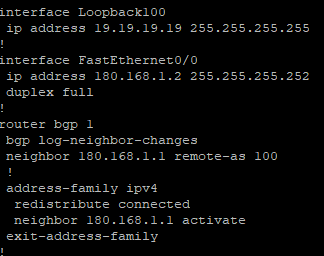 interface Loopback100
ip address 19.19.19.19 255.255.255.255
!
interface FastEthernet0/0
ip address 180.168.1.2 255.255.255.252
duplex full
!
router bgp 1
bgp log-neighbor-changes
neighbor 180.168.1.1 remote-as 100
!
address-family ipv4
redistribute connected
neighbor 180.168.1.1 activate
exit-address-family
!